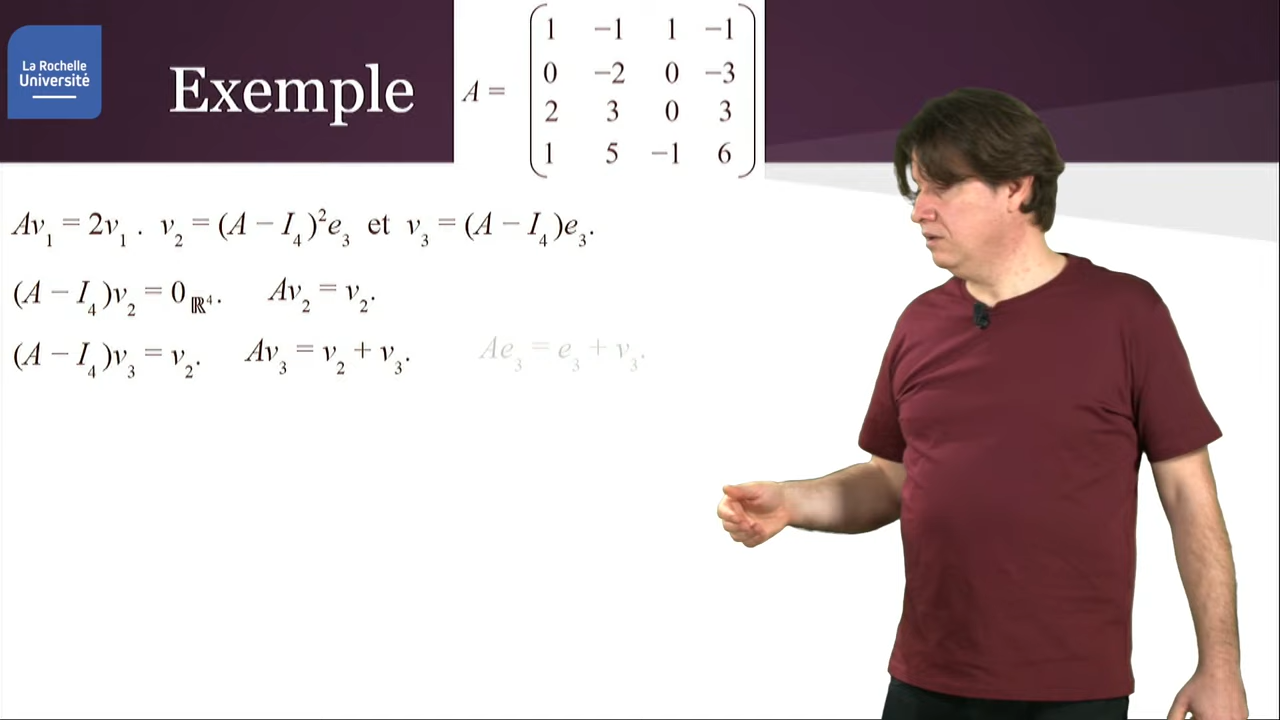 La Rochelle
Université
Exemple
A =
1 −1 1 −1
0 −2 0 −3
2 3 0 3
1 5 −1 6
Av₁ = 2v₁ . v₂ = (A − I₄)²e₃ et v₃ = (A − I₄)e₃.
(A − I₄)v₂ = 0_ℝ⁴. Av₂ = v₂.
(A − I₄)v₃ = v₂. Av₃ = v₂ + v₃. Ae₃ = e₃ + v₃.